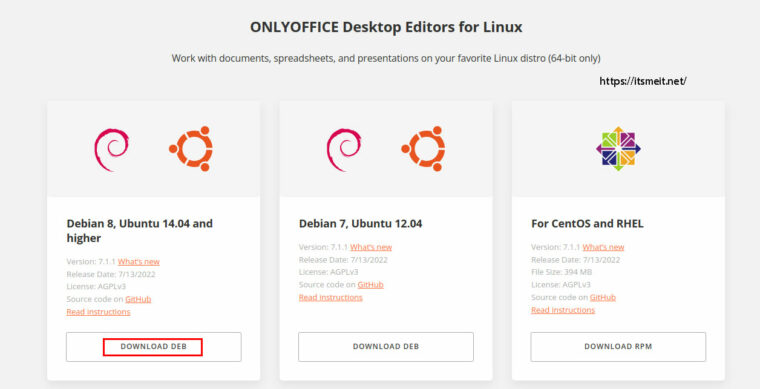 ONLYOFFICE Desktop Editors for Linux
Work with documents, spreadsheets, and presentations on your favorite Linux distro (64-bit only)
https://itsmeit.net/
Debian 8, Ubuntu 14.04 and
higher
Version: 7.1.1 What's new
Release Date: 7/13/2022
License: AGPLv3
Source code on GitHub
Read instructions
DOWNLOAD DEB
Debian 7, Ubuntu 12.04
Version: 7.1.1 What's new
Release Date: 7/13/2022
License: AGPLv3
Source code on GitHub
Read instructions
DOWNLOAD DEB
For CentOS and RHEL
Version: 7.1.1 What's new
Release Date: 7/13/2022
File Size: 394 MB
License: AGPLv3
Source code on GitHub
Read instructions
DOWNLOAD RPM